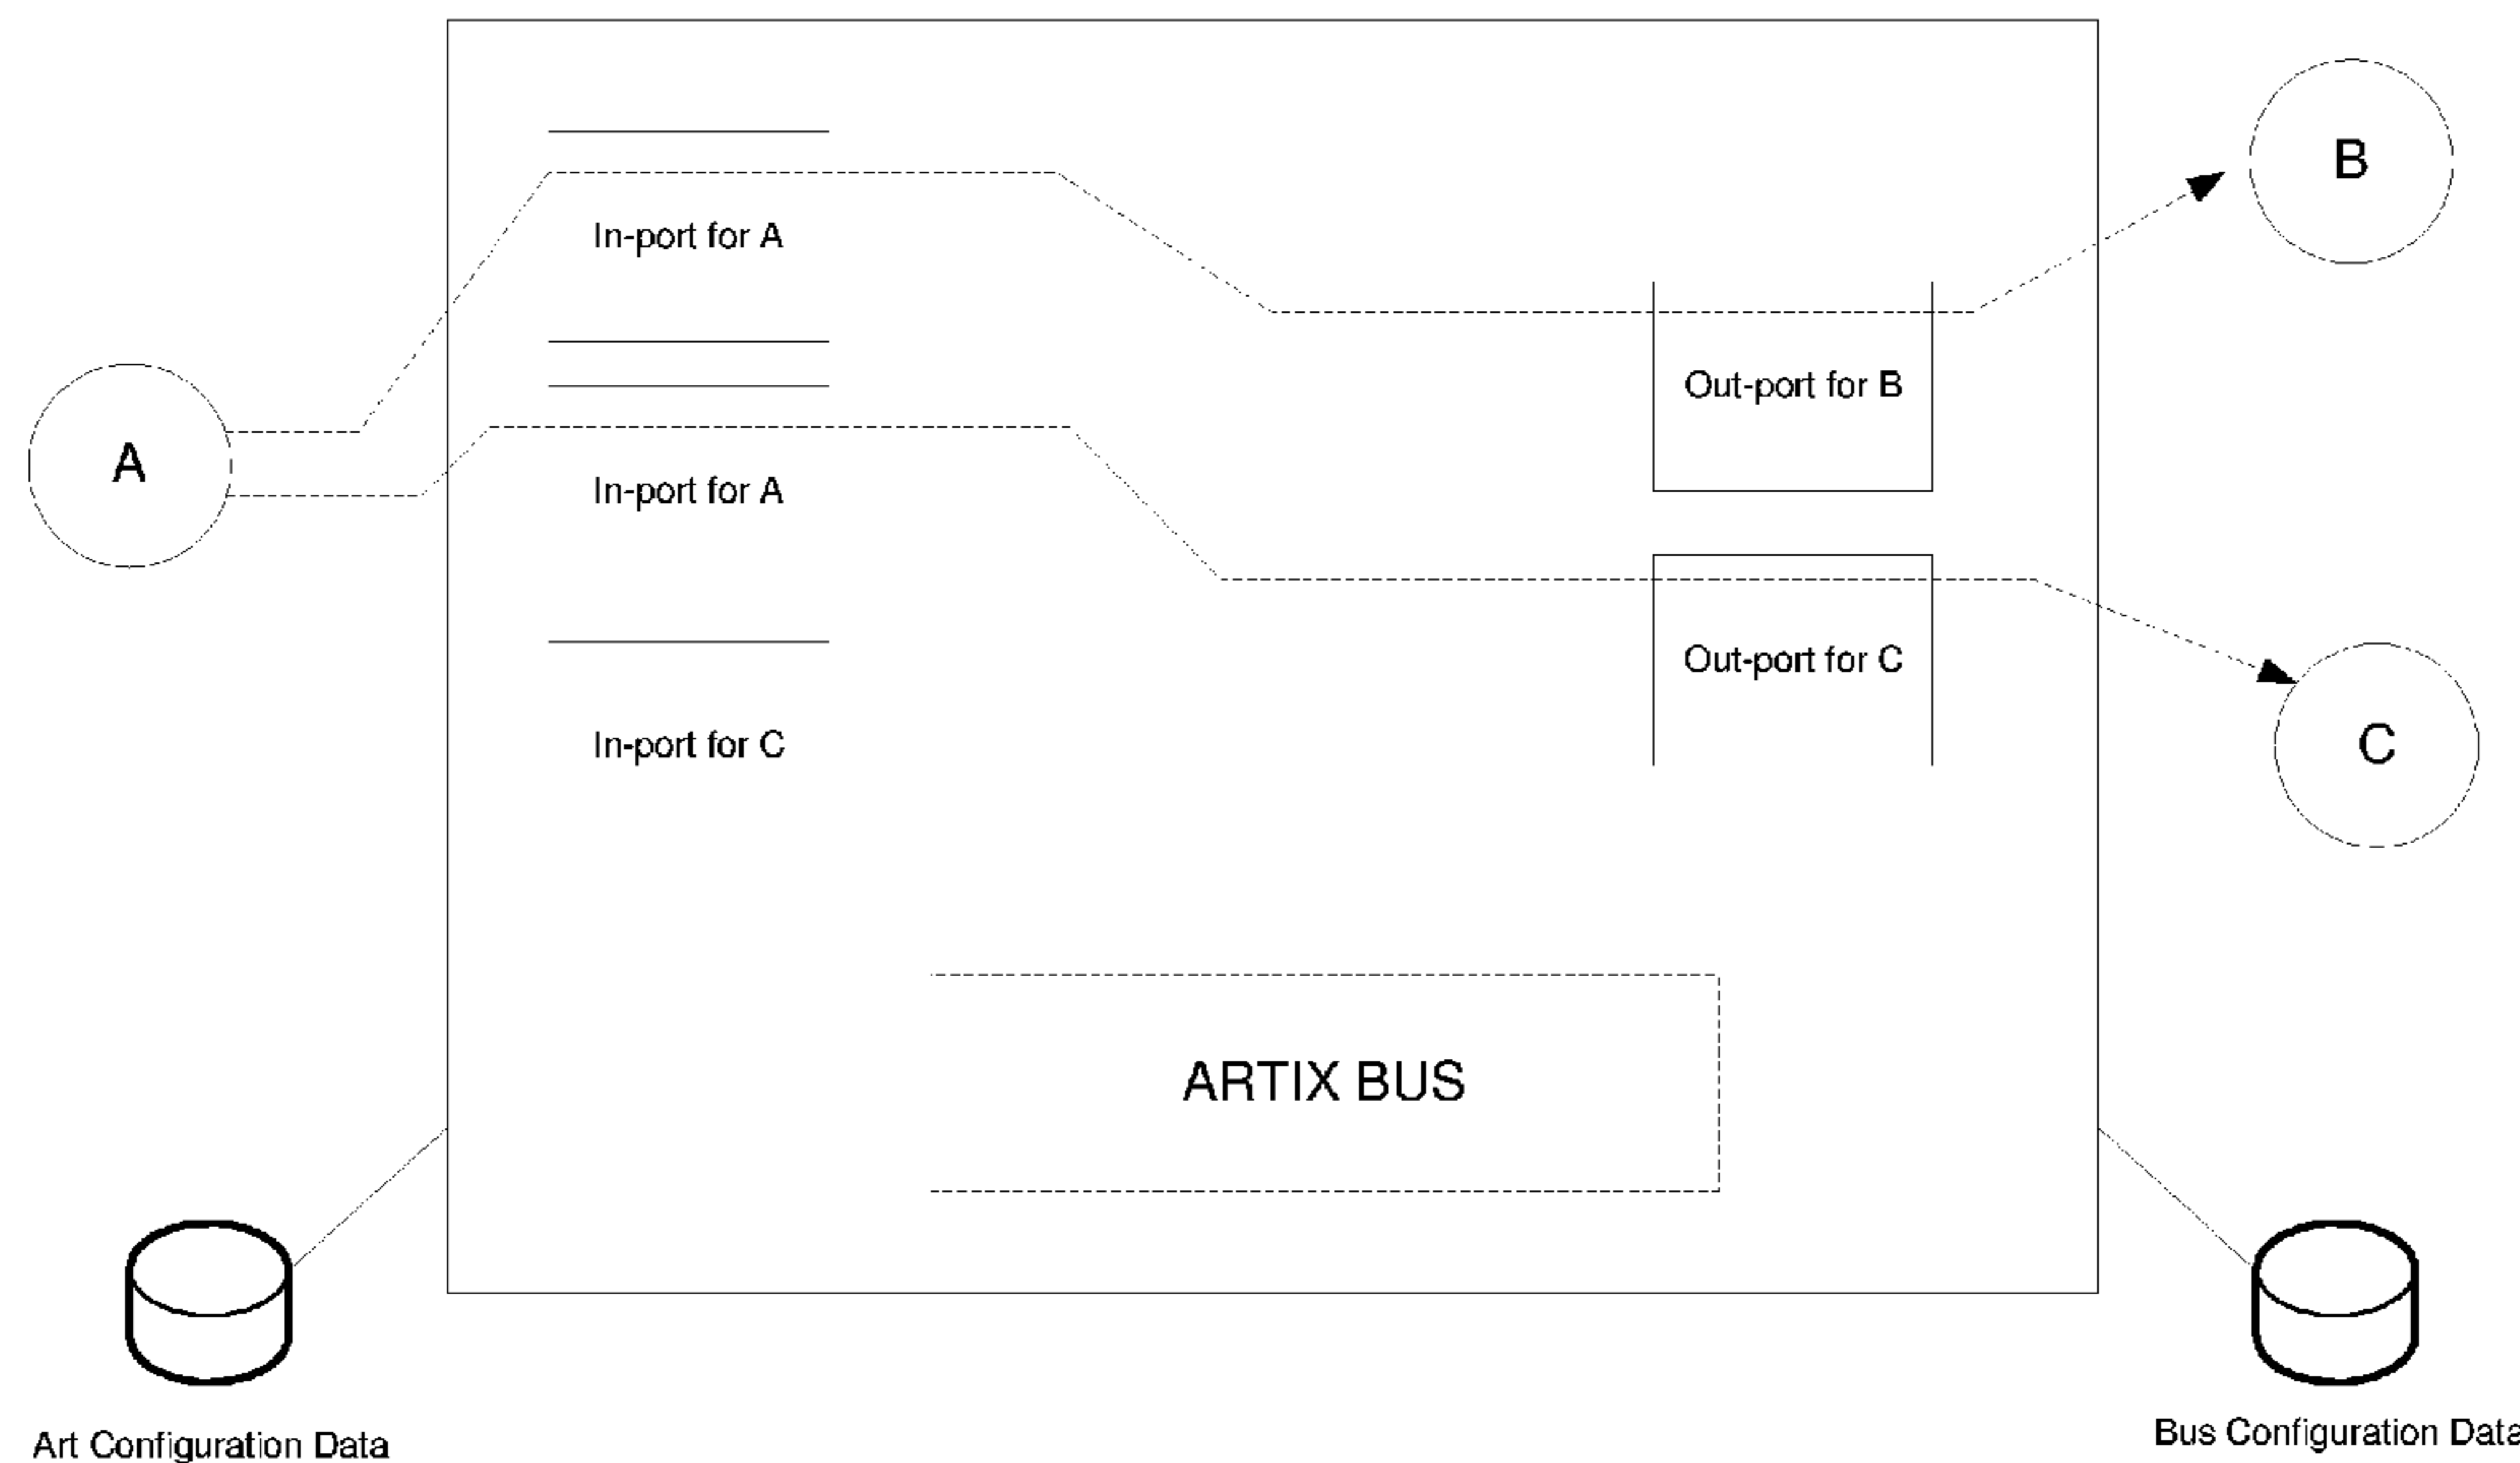 B
In-port for A
Out-port for B
A
In-port for A
Out-port for C
In-port for C
C
ARTIX BUS
Art Configuration Data
Bus Configuration Data